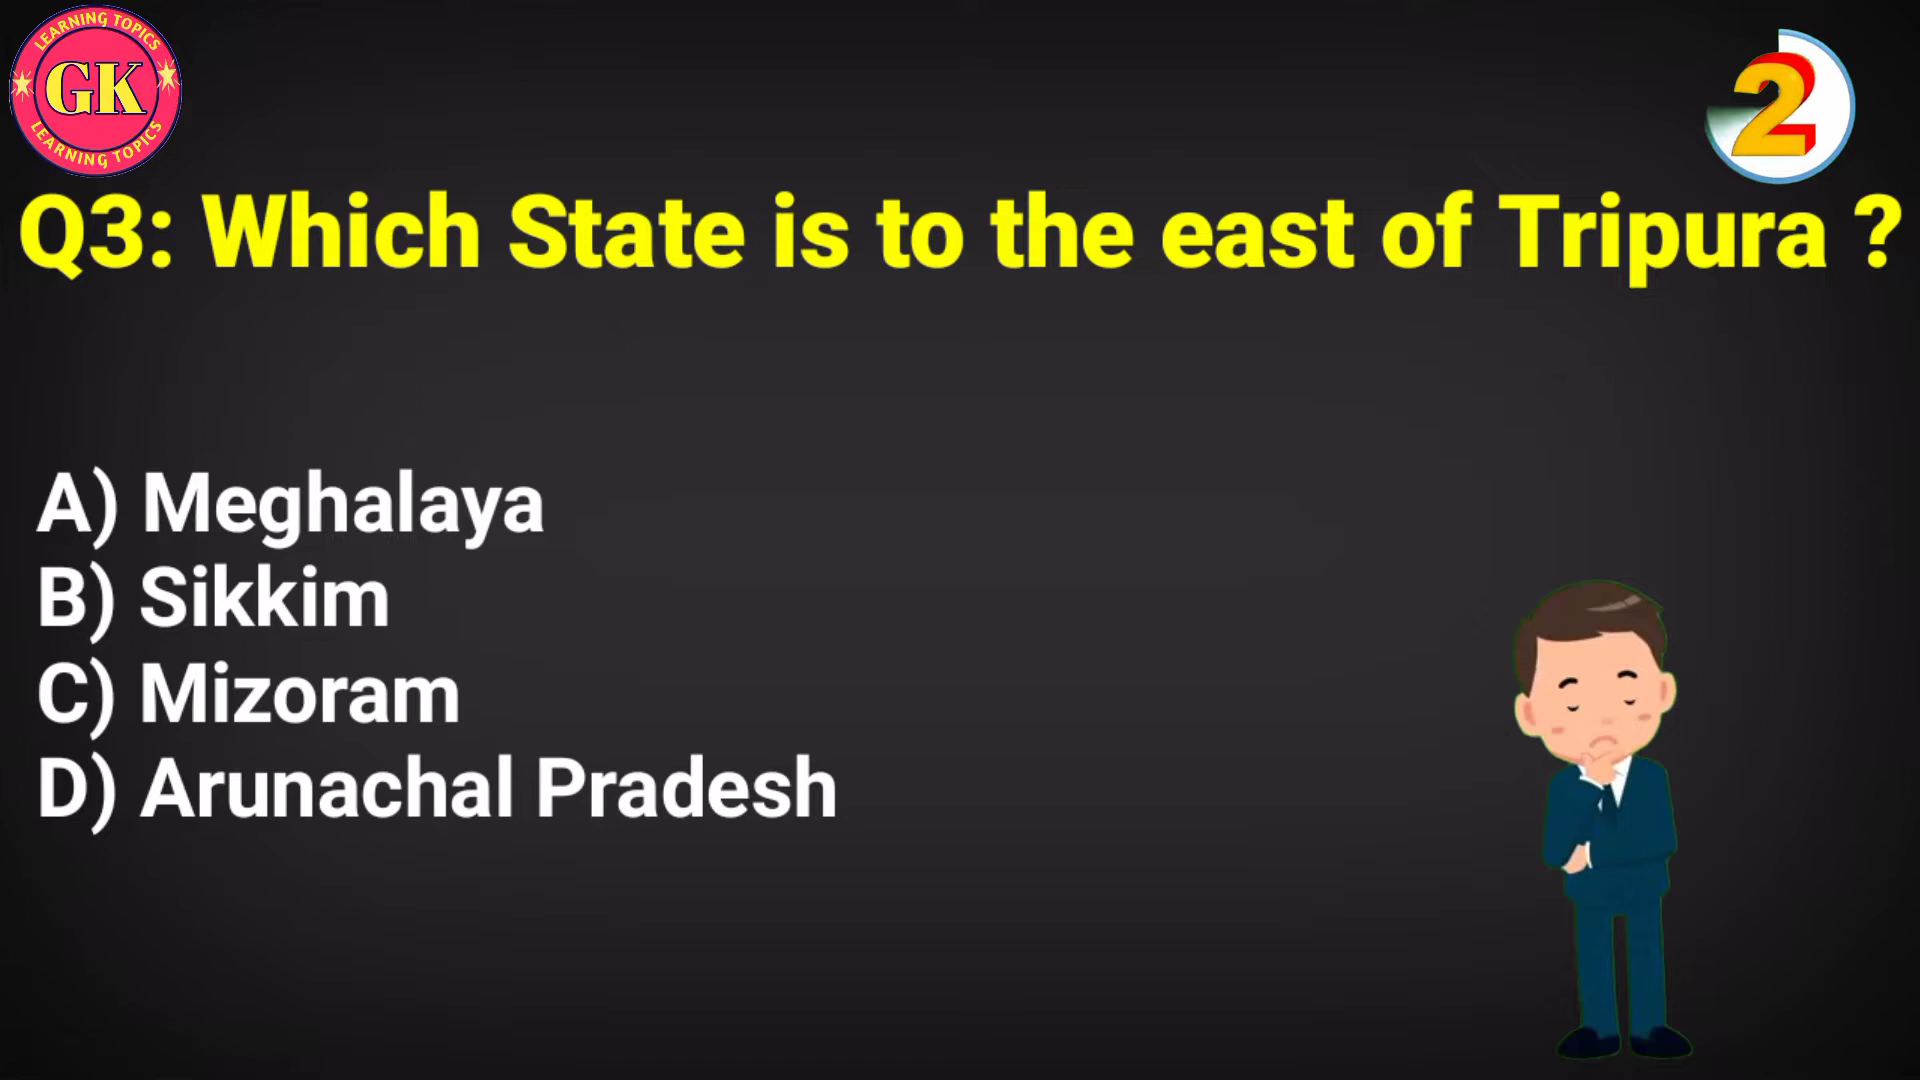 LEARNING TOPICS
GK
LEARNING TOPICS
2
Q3: Which State is to the east of Tripura ?
A) Meghalaya
B) Sikkim
C) Mizoram
D) Arunachal Pradesh